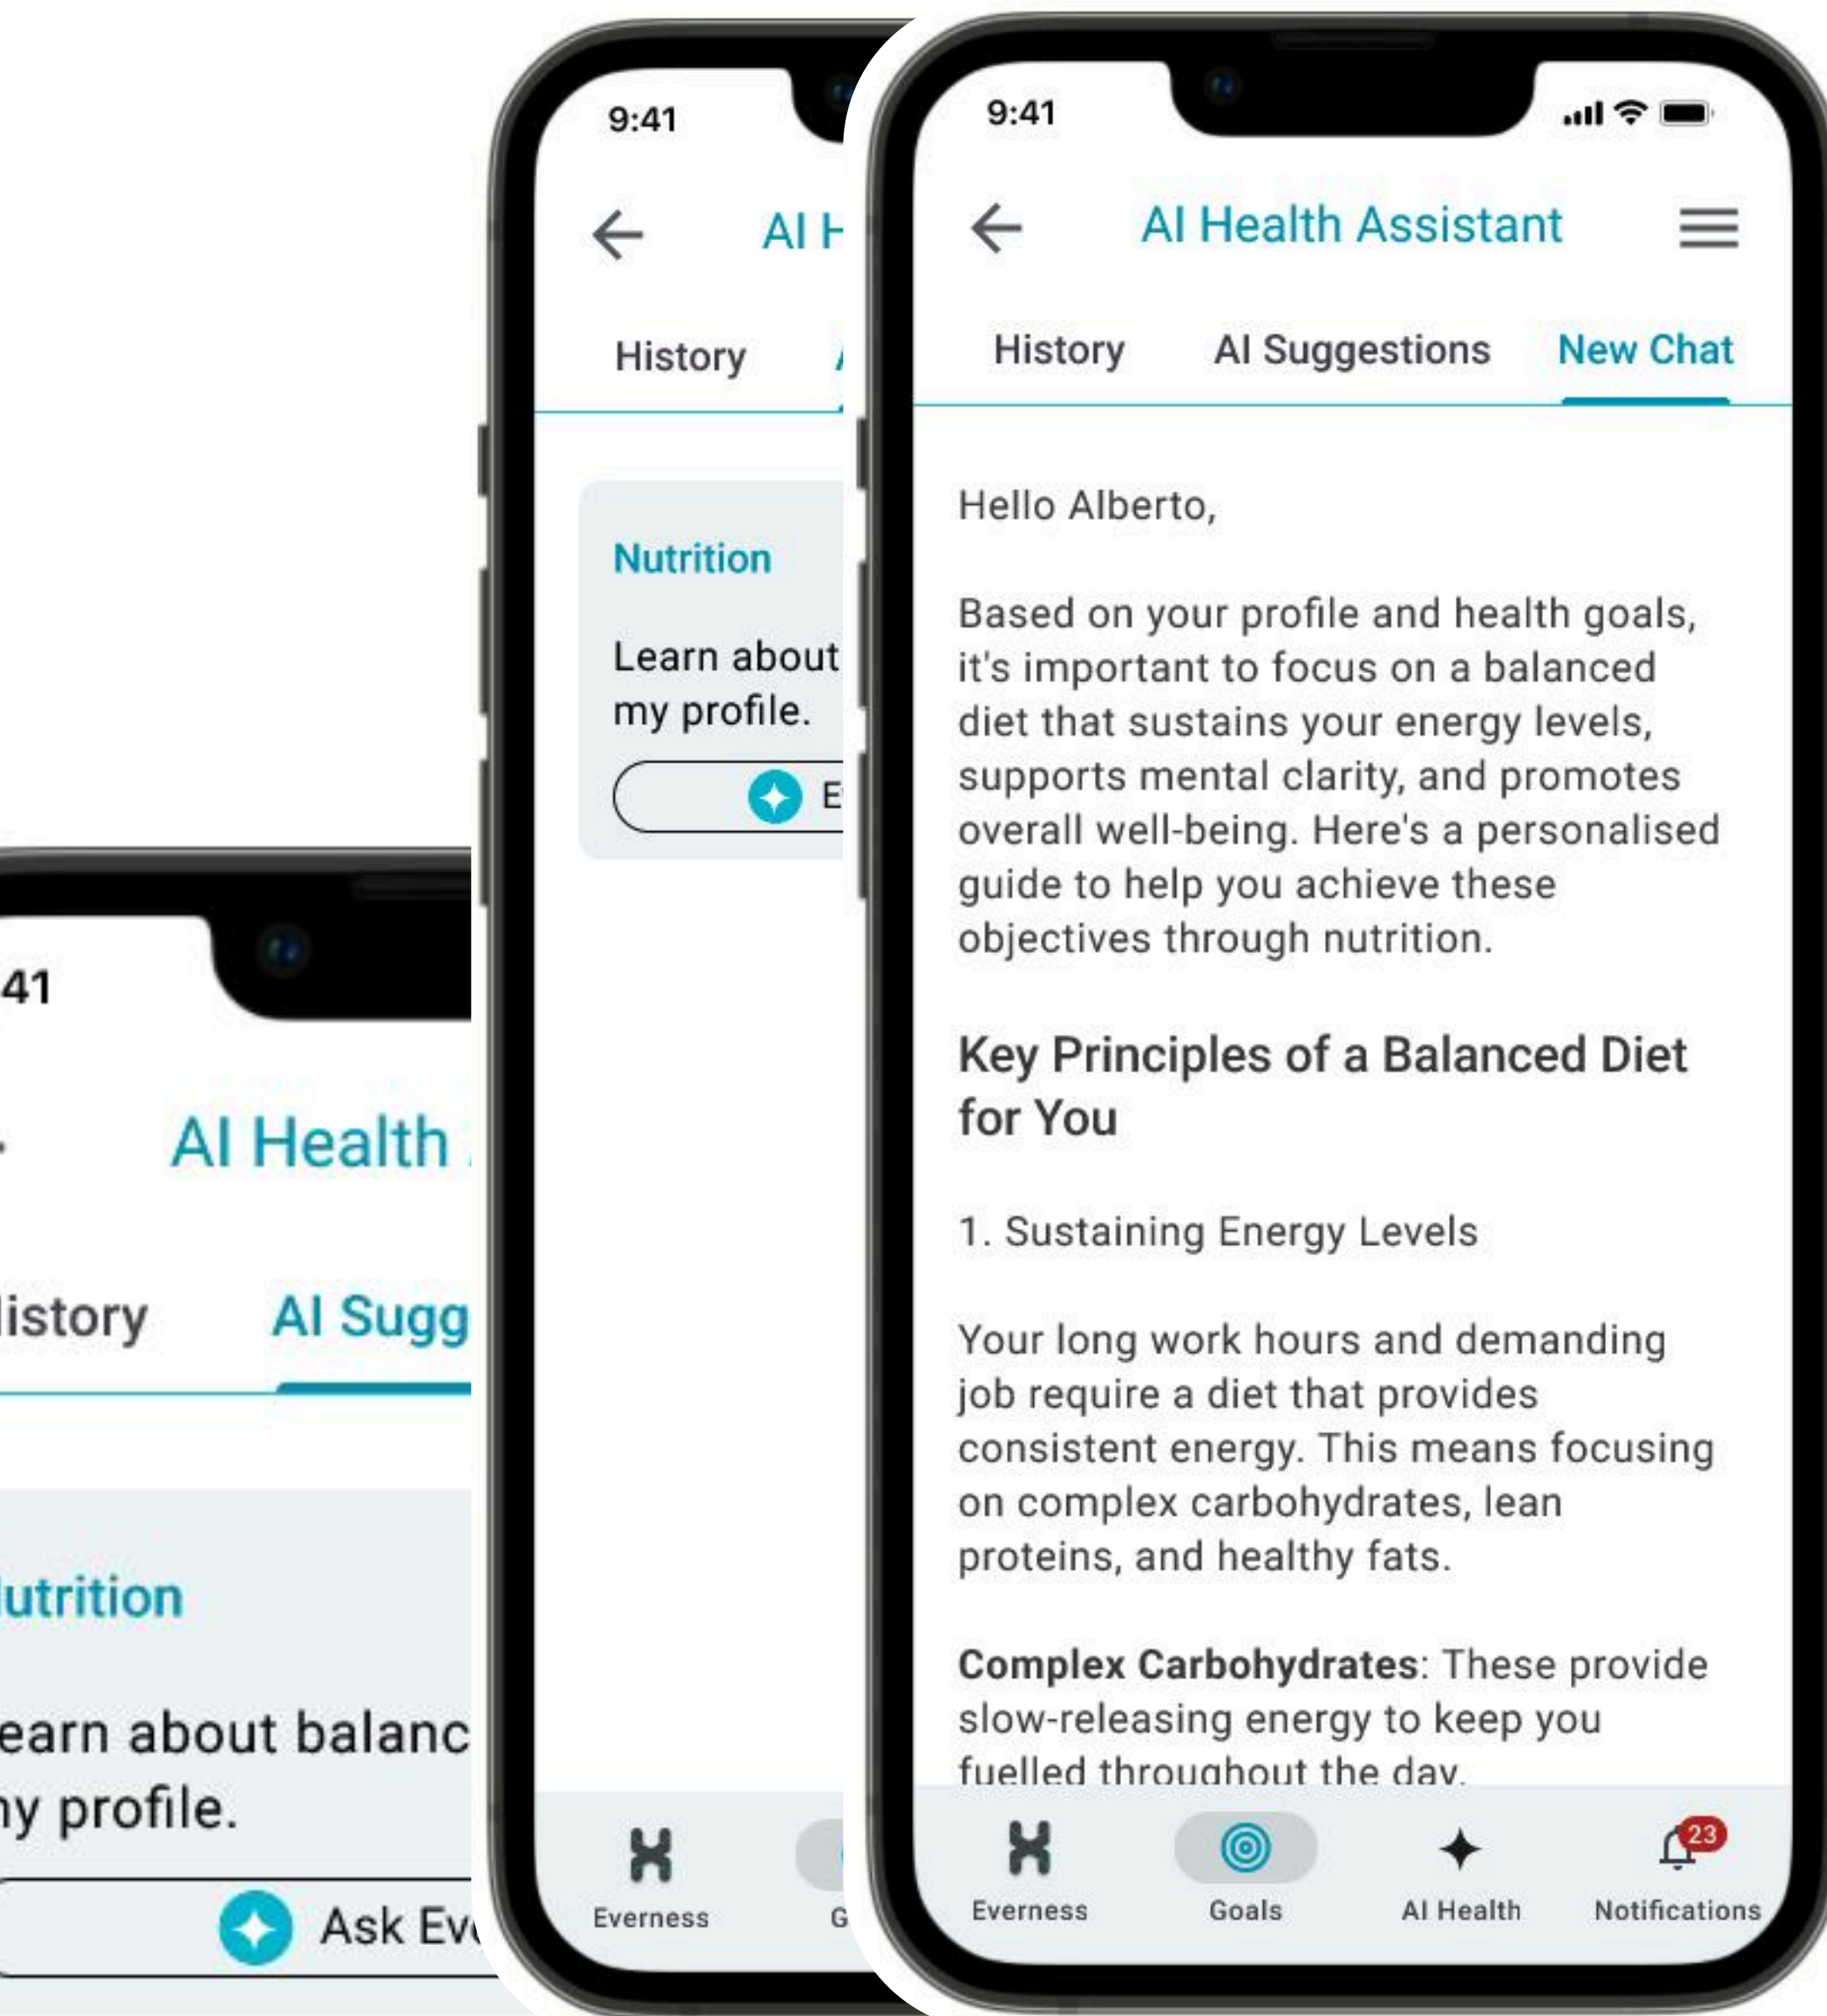 41
AI Health
istory
AI Sugg
utrition
earn about balanc
y profile.
Ask Eve
9:41
AI H
History
Nutrition
Learn about
my profile.
E
Everness
G
9:41
AI Health Assistant
History
AI Suggestions
New Chat
Hello Alberto,
Based on your profile and health goals,
it's important to focus on a balanced
diet that sustains your energy levels,
supports mental clarity, and promotes
overall well-being. Here's a personalised
guide to help you achieve these
objectives through nutrition.
Key Principles of a Balanced Diet
for You
1. Sustaining Energy Levels
Your long work hours and demanding
job require a diet that provides
consistent energy. This means focusing
on complex carbohydrates, lean
proteins, and healthy fats.
Complex Carbohydrates: These provide
slow-releasing energy to keep you
fuelled throughout the day.
23
Everness
Goals
AI Health
Notifications